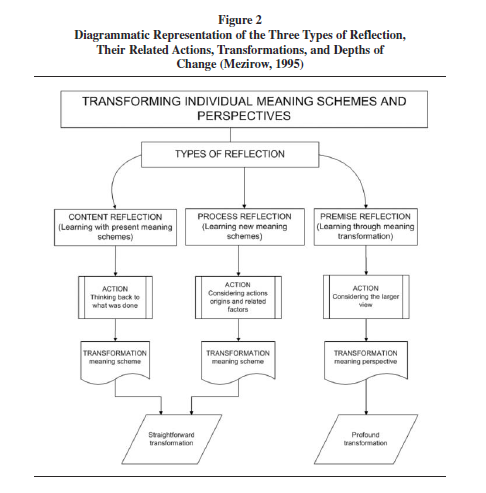 Figure 2
Diagrammatic Representation of the Three Types of Reflection,
Their Related Actions, Transformations, and Depths of
Change (Mezirow, 1995)
TRANSFORMING INDIVIDUAL MEANING SCHEMES AND
PERSPECTIVES
TYPES OF REFLECTION
CONTENT REFLECTION
(Learning with present meaning
schemes)
PROCESS REFLECTION
(Learning new meaning
schemes)
PREMISE REFLECTION
(Learning through meaning
transformation)
ACTION
Thinking back to
what was done
ACTION
Considering actions
origins and related
factors
ACTION
Considering the larger
view
TRANSFORMATION
meaning scheme
TRANSFORMATION
meaning scheme
TRANSFORMATION
meaning perspective
Straightforward
transformation
Profound
transformation